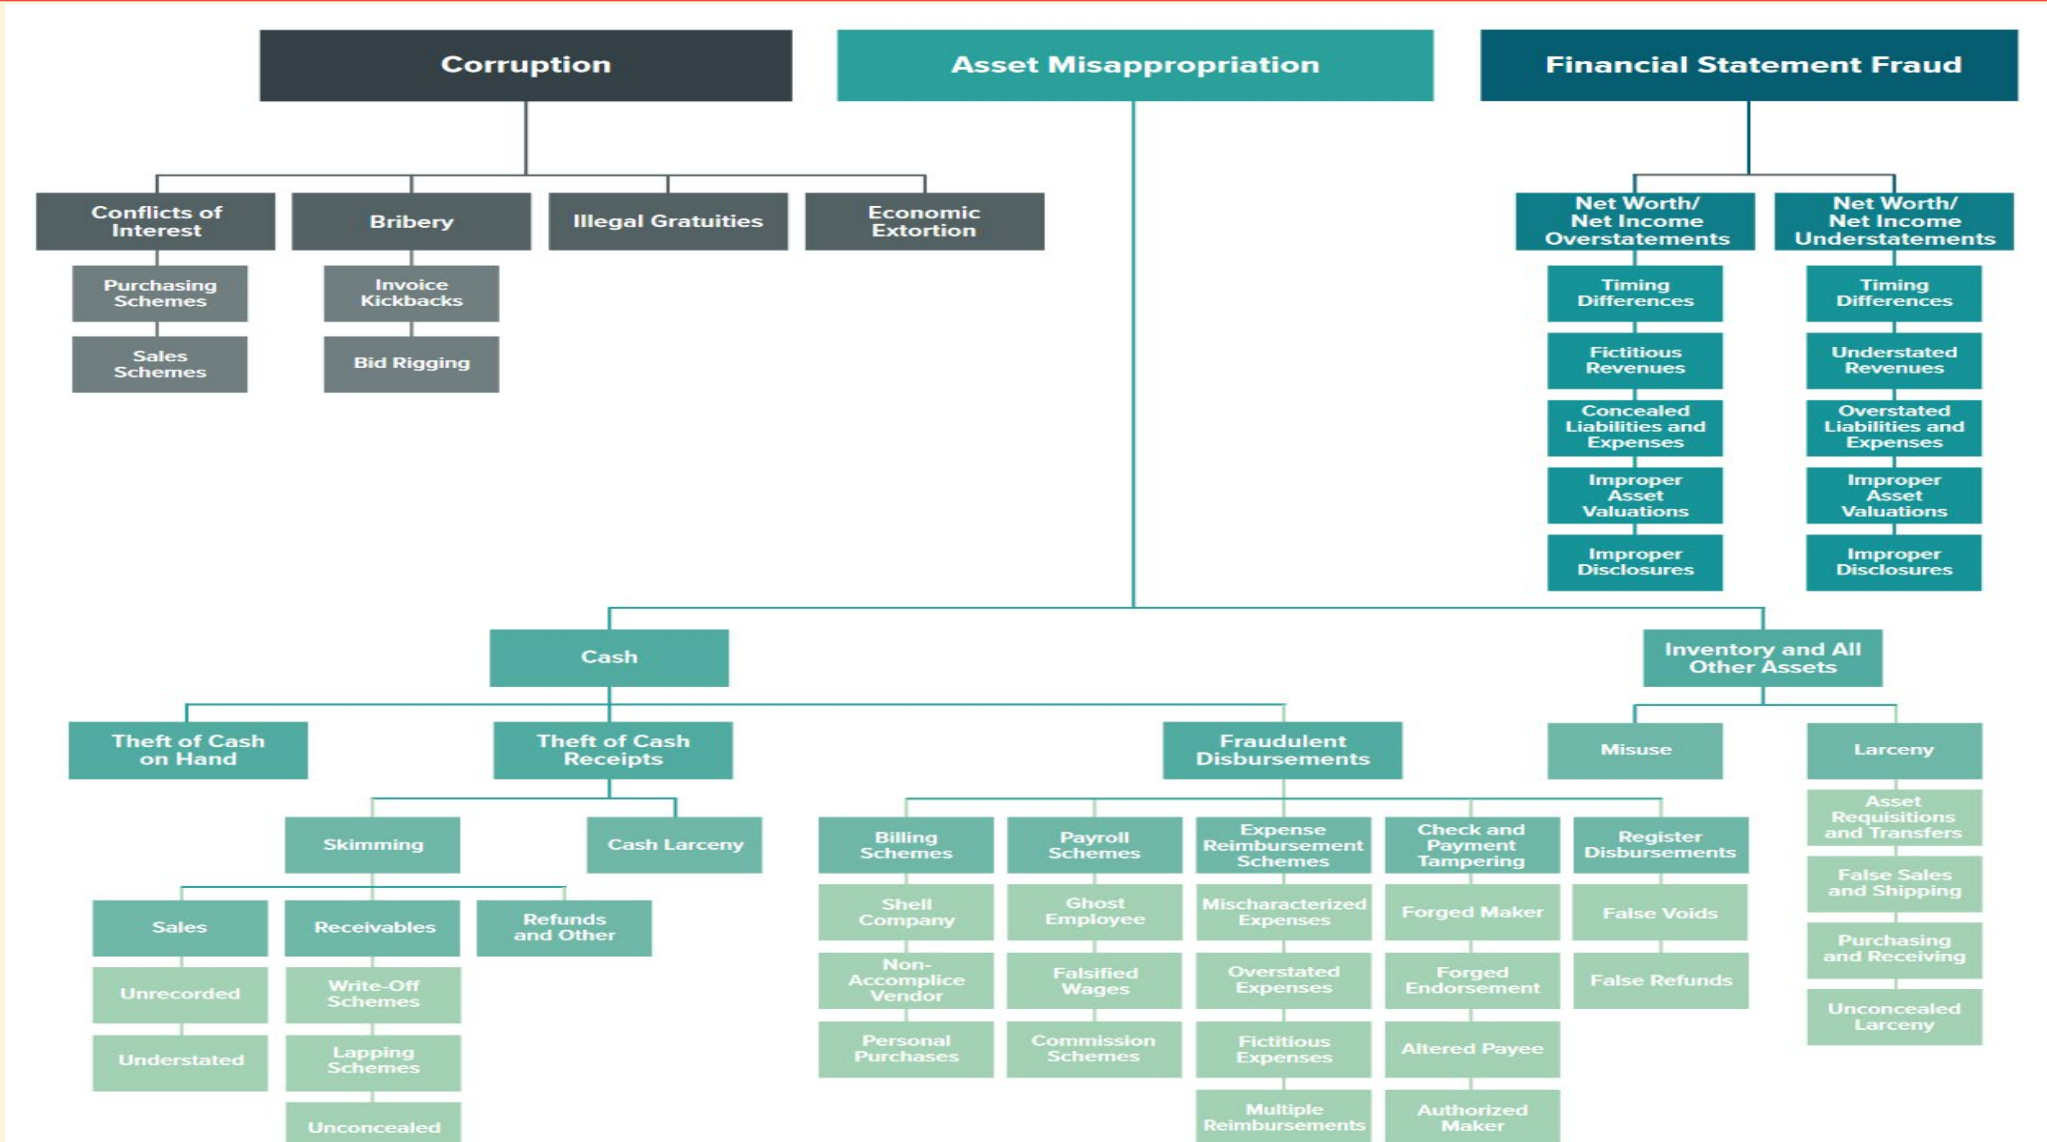 Corruption
Asset Misappropriation
Financial Statement Fraud
Conflicts of
Interest
Bribery
Illegal Gratuities
Economic
Extortion
Net Worth/
Net Income
Overstatements
Net Worth/
Net Income
Understatements
Purchasing
Schemes
Sales
Schemes
Invoice
Kickbacks
Bid Rigging
Timing
Differences
Fictitious
Revenues
Concealed
Liabilities and
Expenses
Improper
Asset
Valuations
Improper
Disclosures
Timing
Differences
Understated
Revenues
Overstated
Liabilities and
Expenses
Improper
Asset
Valuations
Improper
Disclosures
Cash
Inventory and All
Other Assets
Theft of Cash
on Hand
Theft of Cash
Receipts
Fraudulent
Disbursements
Misuse
Larceny
Skimming
Cash Larceny
Sales
Unrecorded
Understated
Receivables
Write-Off
Schemes
Lapping
Schemes
Unconcealed
Refunds
and Other
Billing
Schemes
Shell
Company
Non-
Accomplice
Vendor
Personal
Purchases
Payroll
Schemes
Ghost
Employee
Falsified
Wages
Commission
Schemes
Expense
Reimbursement
Schemes
Mischaracterized
Expenses
Overstated
Expenses
Fictitious
Expenses
Multiple
Reimbursements
Check and
Payment
Tampering
Forged Maker
Forged
Endorsement
Altered Payee
Authorized
Maker
Register
Disbursements
False Voids
False Refunds
Asset
Requisitions
and Transfers
False Sales
and Shipping
Purchasing
and Receiving
Unconcealed
Larceny